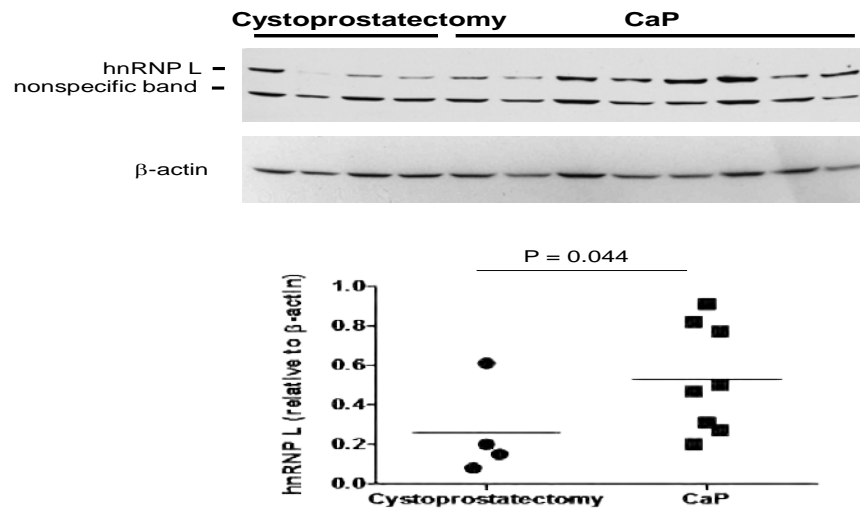 Cystoprostatectomy CaP
hnRNP L
nonspecific band
β-actin
P = 0.044
hnRNP L (relative to β-actin)
1.0
0.8
0.6
0.4
0.2
0.0
Cystoprostatectomy CaP